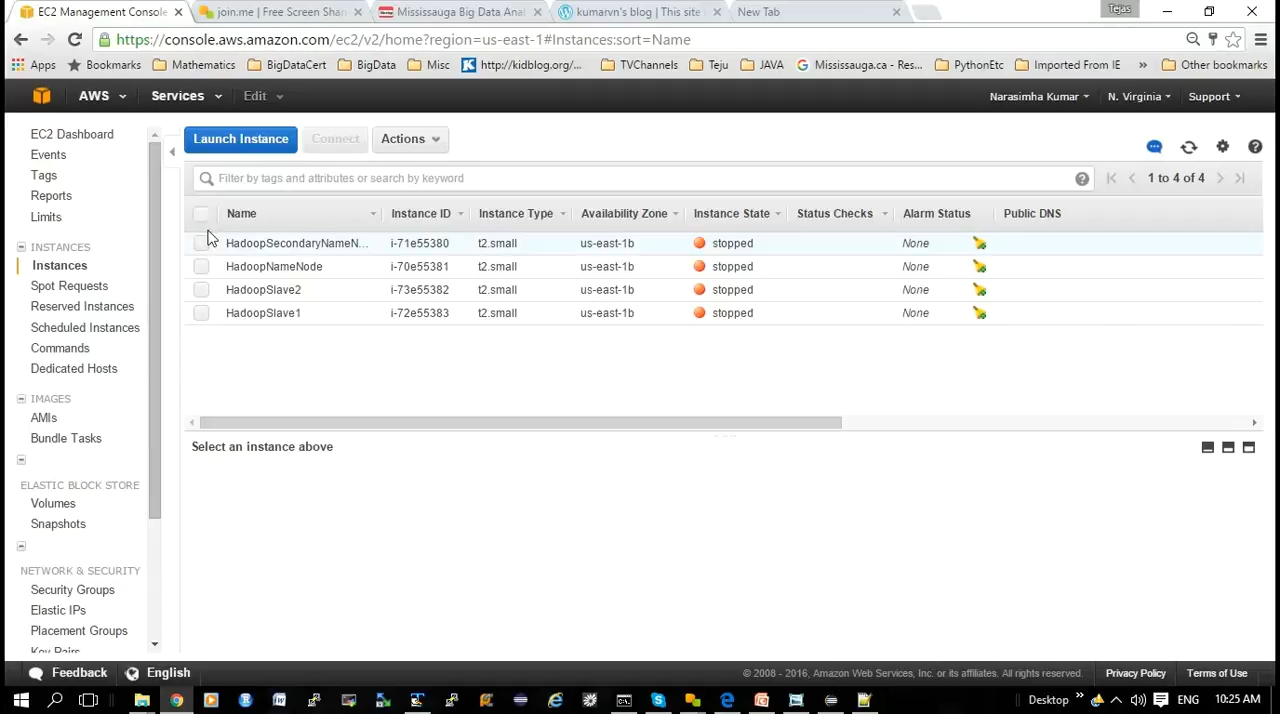 EC2 Management Console
join.me | Free Screen Shar
Mississauga Big Data Anal
kumarvn's blog | This site
New Tab
Tejas
https://console.aws.amazon.com/ec2/v2/home?region=us-east-1#Instances:sort=Name
Apps Bookmarks Mathematics BigDataCert BigData Misc http://kidblog.org/... TVChannels Teju JAVA Mississauga.ca - Res... PythonEtc Imported From IE » Other bookmarks
AWS Services Edit Narasimha Kumar N. Virginia Support
EC2 Dashboard
Events
Tags
Reports
Limits
INSTANCES
Instances
Spot Requests
Reserved Instances
Scheduled Instances
Commands
Dedicated Hosts
IMAGES
AMIs
Bundle Tasks
ELASTIC BLOCK STORE
Volumes
Snapshots
NETWORK & SECURITY
Security Groups
Elastic IPs
Placement Groups
Key Pairs
Launch Instance Connect Actions
Filter by tags and attributes or search by keyword
1 to 4 of 4
Name Instance ID Instance Type Availability Zone Instance State Status Checks Alarm Status Public DNS
HadoopSecondaryNameN... i-71e55380 t2.small us-east-1b stopped None
HadoopNameNode i-70e55381 t2.small us-east-1b stopped None
HadoopSlave2 i-73e55382 t2.small us-east-1b stopped None
HadoopSlave1 i-72e55383 t2.small us-east-1b stopped None
Select an instance above
Feedback English © 2008 - 2016, Amazon Web Services, Inc. or its affiliates. All rights reserved. Privacy Policy Terms of Use
Desktop » ENG 10:25 AM